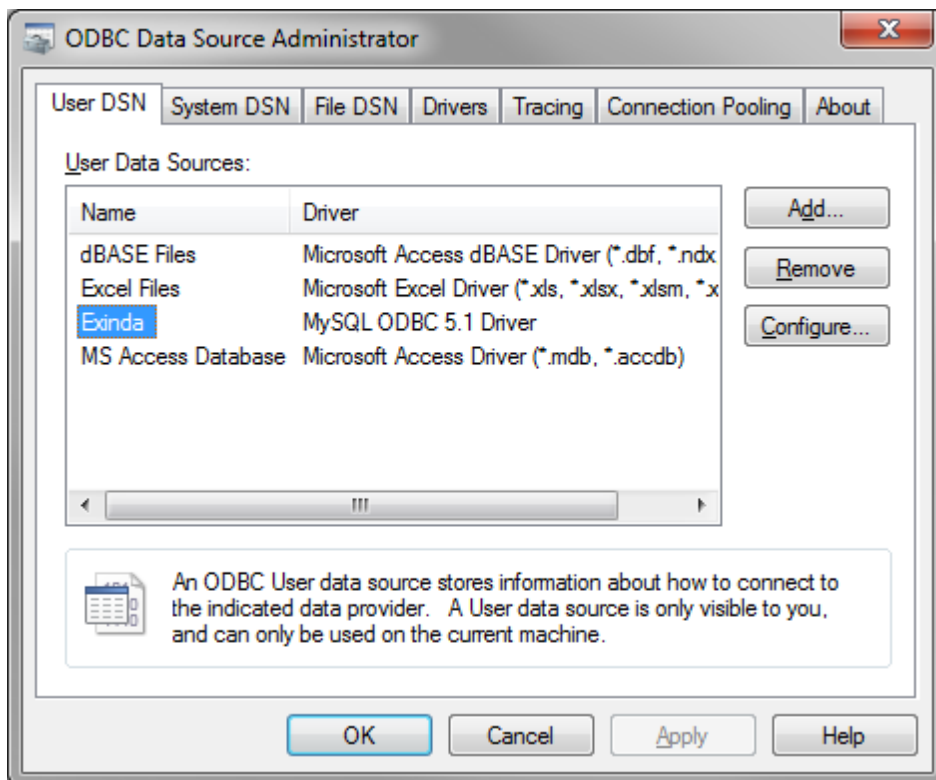 ODBC Data Source Administrator
User DSN System DSN File DSN Drivers Tracing Connection Pooling About
User Data Sources:
Name Driver
dBASE Files Microsoft Access dBASE Driver (*.dbf, *.ndx
Excel Files Microsoft Excel Driver (*.xls, *.xlsx, *.xlsm, *.x
Exinda MySQL ODBC 5.1 Driver
MS Access Database Microsoft Access Driver (*.mdb, *.accdb)
Add...
Remove
Configure...
An ODBC User data source stores information about how to connect to
the indicated data provider. A User data source is only visible to you,
and can only be used on the current machine.
OK Cancel Apply Help